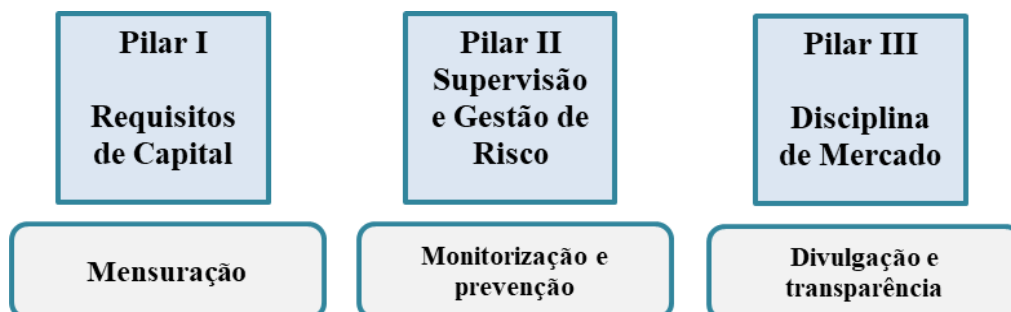 Pilar I
Requisitos
de Capital
Pilar II
Supervisão
e Gestão de
Risco
Pilar III
Disciplina
de Mercado
Mensuração
Monitorização e
prevenção
Divulgação e
transparência